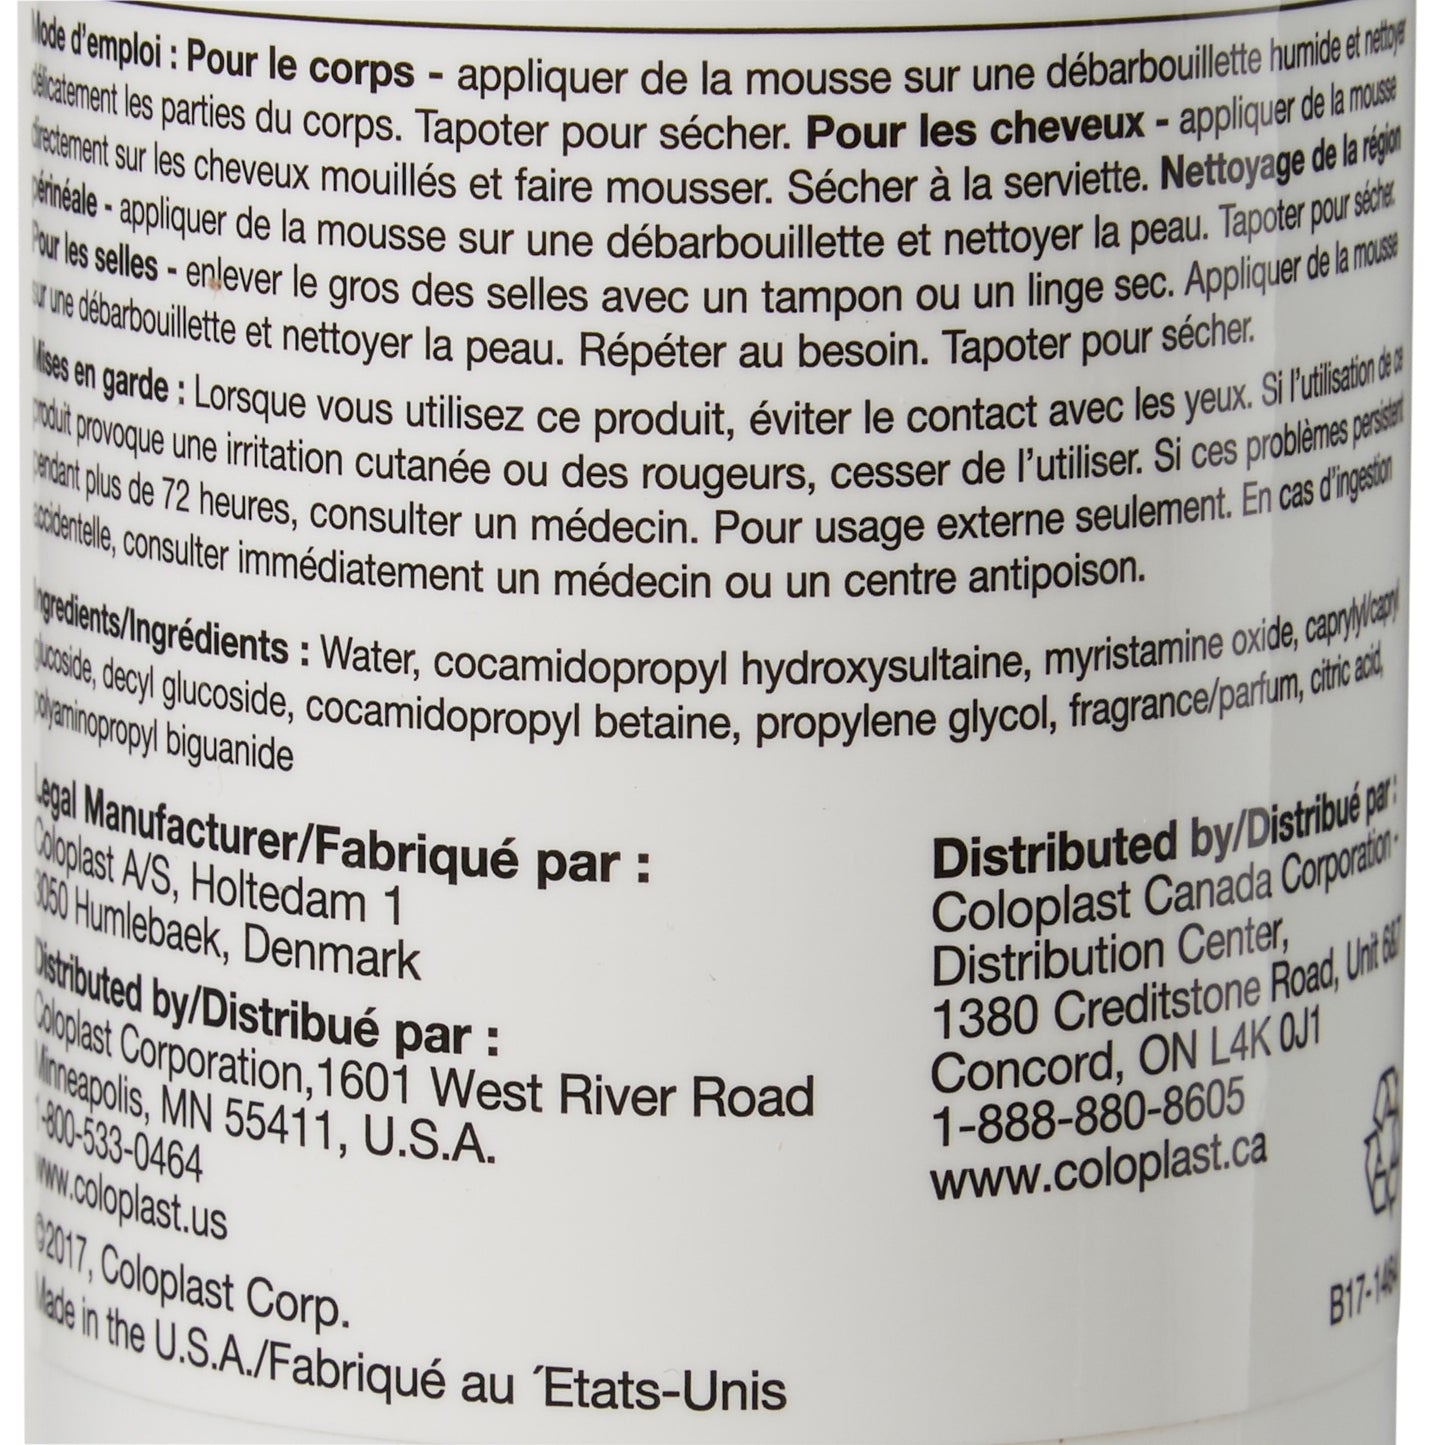 Mode d'emploi : Pour le corps - appliquer de la mousse sur une débarbouillette humide et nettoyer
délicatement les parties du corps. Tapoter pour sécher. Pour les cheveux - appliquer de la mousse
directement sur les cheveux mouillés et faire mousser. Sécher à la serviette. Nettoyage de la région
périnéale - appliquer de la mousse sur une débarbouillette et nettoyer la peau. Tapoter pour sécher.
Pour les selles - enlever le gros des selles avec un tampon ou un linge sec. Appliquer de la mousse
sur une débarbouillette et nettoyer la peau. Répéter au besoin. Tapoter pour sécher.
Mises en garde : Lorsque vous utilisez ce produit, éviter le contact avec les yeux. Si l'utilisation de ce
produit provoque une irritation cutanée ou des rougeurs, cesser de l'utiliser. Si ces problèmes persistent
pendant plus de 72 heures, consulter un médecin. Pour usage externe seulement. En cas d'ingestion
accidentelle, consulter immédiatement un médecin ou un centre antipoison.
Ingredients/Ingrédients : Water, cocamidopropyl hydroxysultaine, myristamine oxide, caprylyl/capryl
glucoside, decyl glucoside, cocamidopropyl betaine, propylene glycol, fragrance/parfum, citric acid,
polyaminopropyl biguanide
Legal Manufacturer/Fabriqué par :
Coloplast A/S, Holtedam 1
3050 Humlebaek, Denmark
Distributed by/Distribué par :
Coloplast Corporation,1601 West River Road
Minneapolis, MN 55411, U.S.A.
1-800-533-0464
www.coloplast.us
©2017, Coloplast Corp.
Made in the U.S.A./Fabriqué au ´Etats-Unis
Distributed by/Distribué par :
Coloplast Canada Corporation -
Distribution Center,
1380 Creditstone Road, Unit 6&7
Concord, ON L4K 0J1
1-888-880-8605
www.coloplast.ca